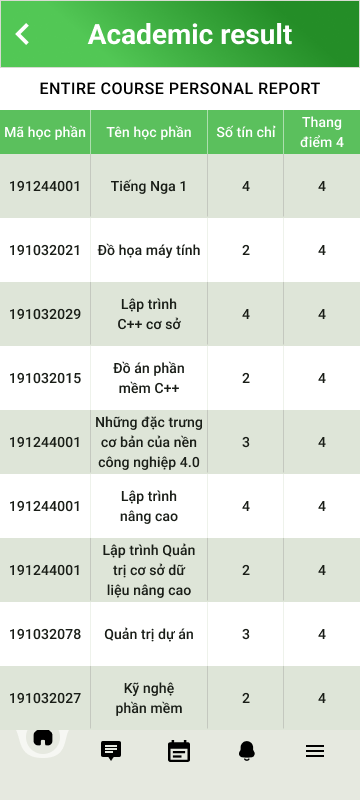 Academic result
ENTIRE COURSE PERSONAL REPORT
Mã học phần Tên học phần Số tín chỉ Thang
điểm 4
191244001 Tiếng Nga 1 4 4
191032021 Đồ họa máy tính 2 4
191032029 Lập trình
C++ cơ sở 4 4
191032015 Đồ án phần
mềm C++ 2 4
191244001 Những đặc trưng
cơ bản của nền
công nghiệp 4.0 3 4
191244001 Lập trình
nâng cao 4 4
191244001 Lập trình Quản
trị cơ sở dữ
liệu nâng cao 2 4
191032078 Quản trị dự án 3 4
191032027 Kỹ nghệ
phần mềm 2 4